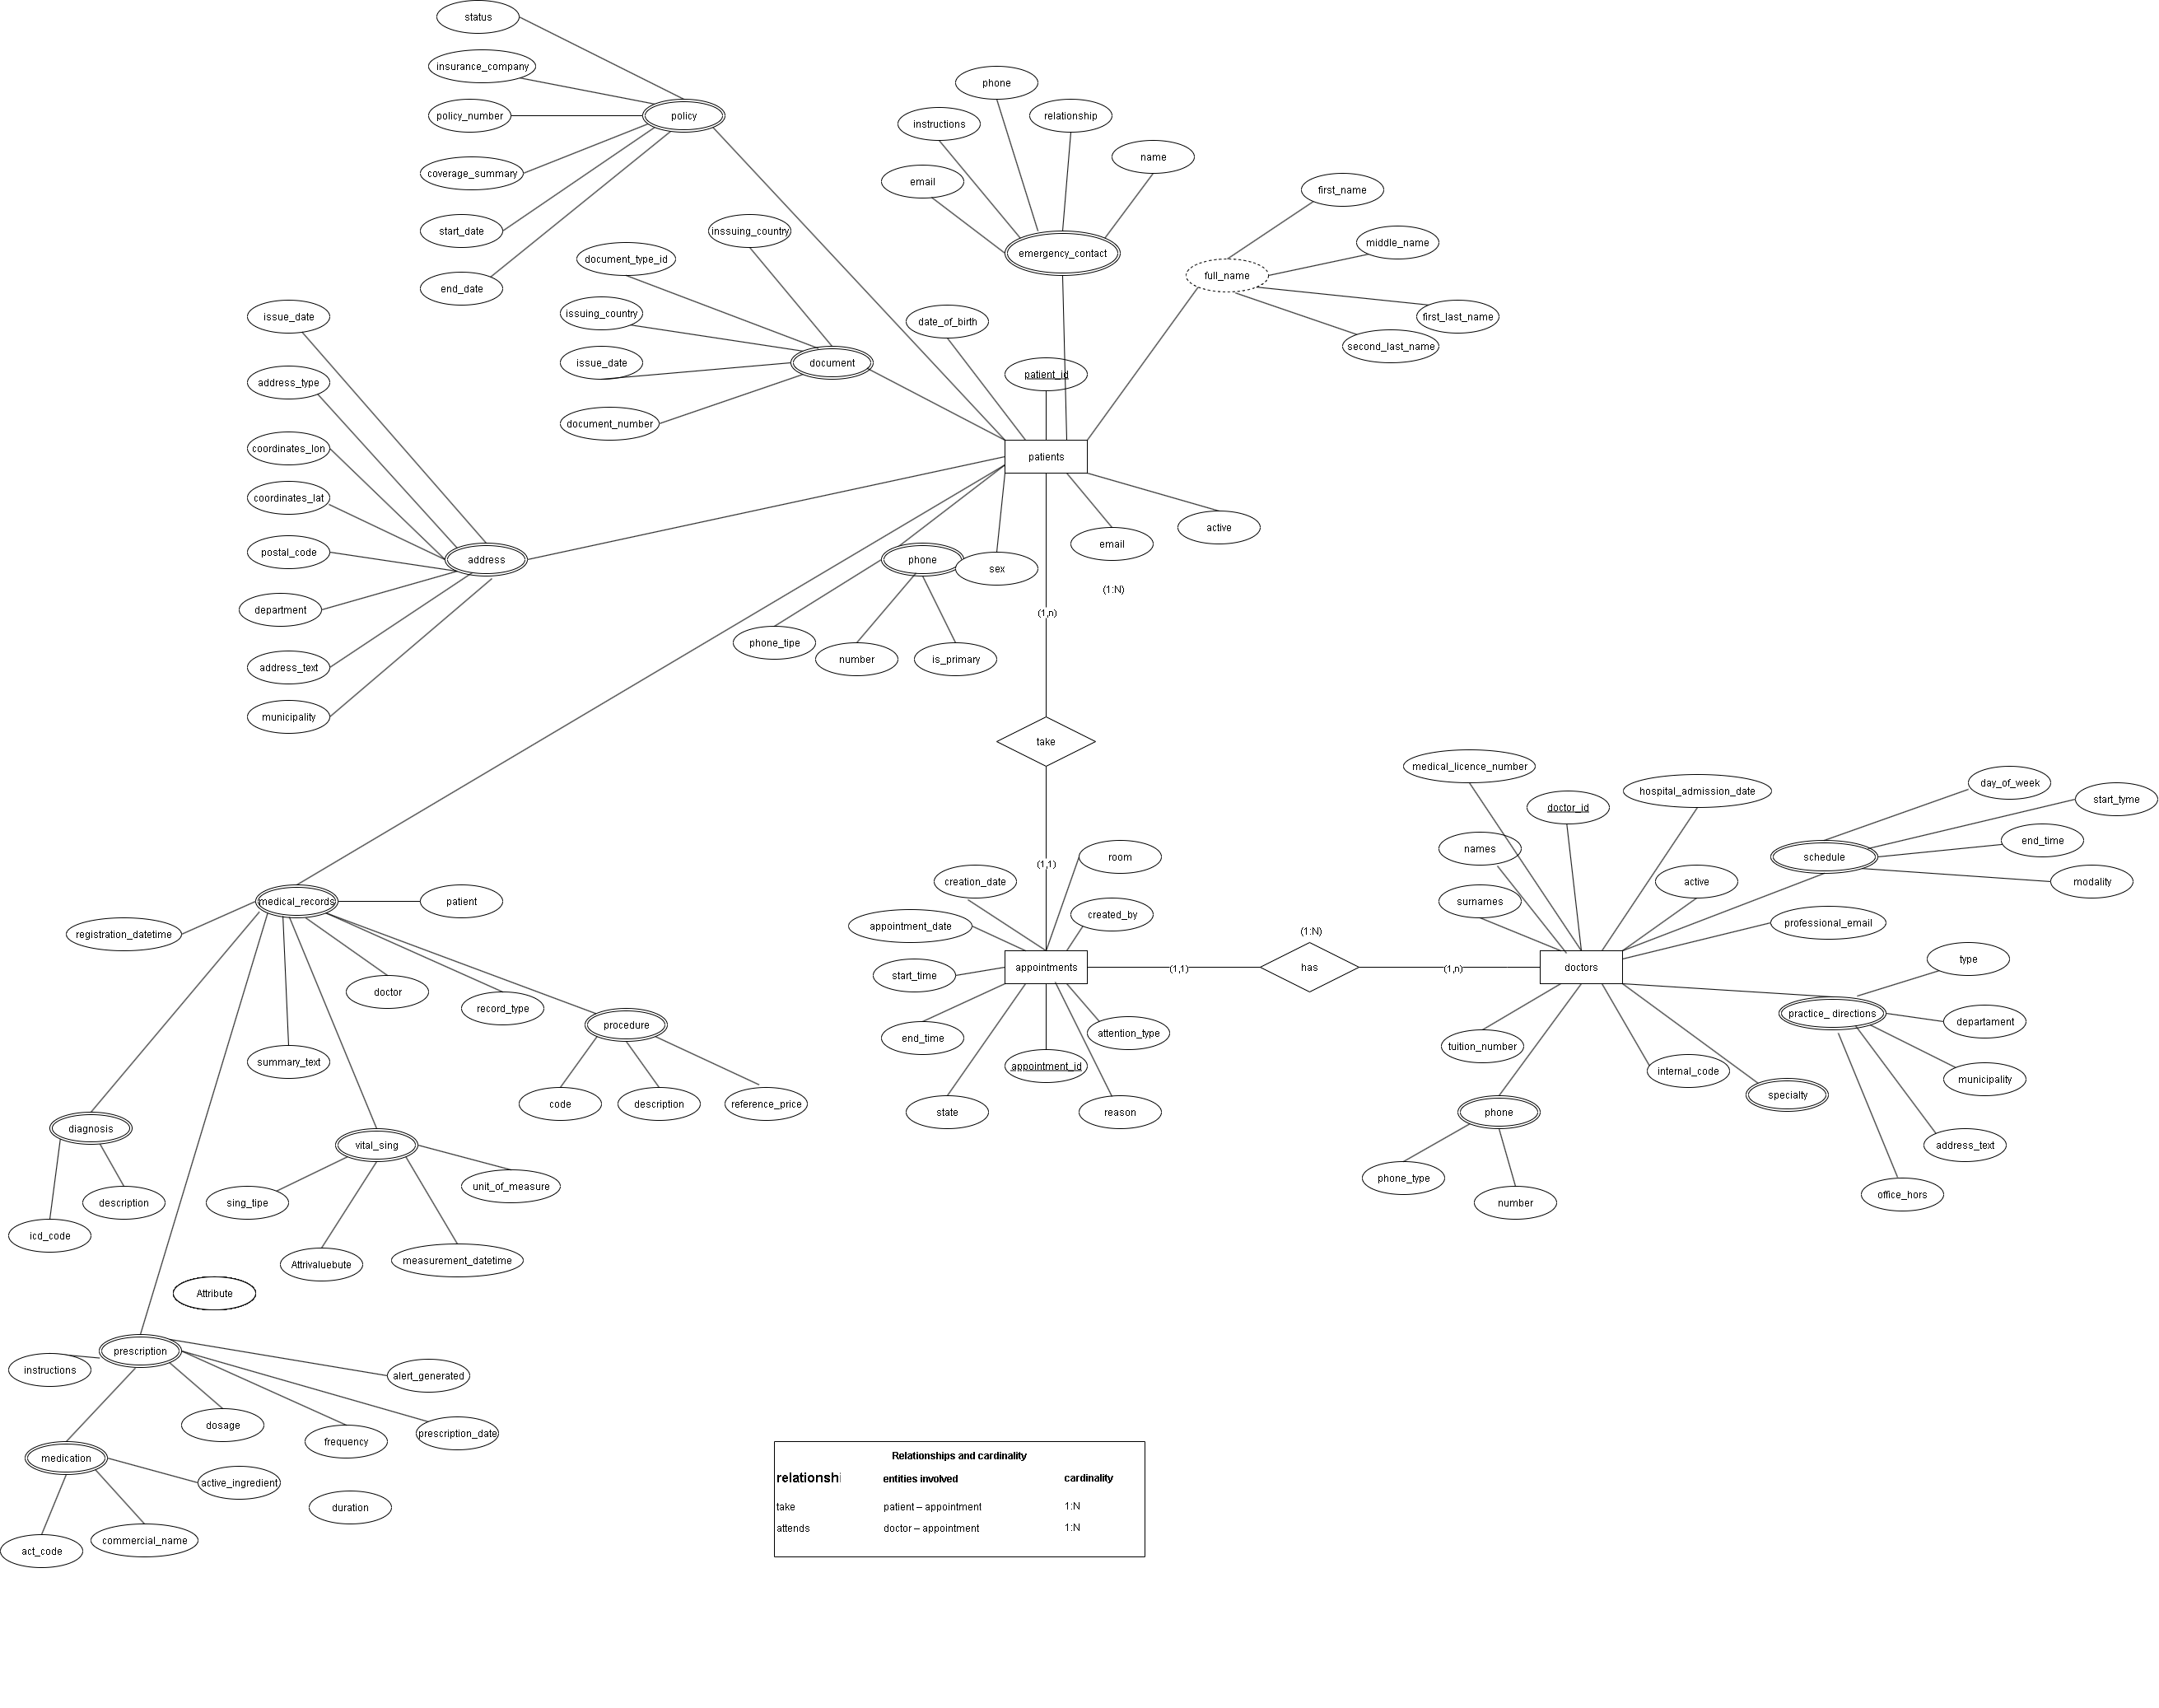 status
insurance_company
policy
policy_number
coverage_summary
start_date
end_date
phone
instructions
relationship
name
email
emergency_contact
first_name
middle_name
full_name
first_last_name
second_last_name
inssuing_country
document_type_id
issuing_country
issue_date
document
document_number
date_of_birth
patient_id
patients
issue_date
address_type
coordinates_lon
coordinates_lat
postal_code
address
department
address_text
municipality
phone
sex
email
active
(1:N)
(1,n)
phone_tipe
number
is_primary
take
(1,1)
medical_records
patient
registration_datetime
doctor
record_type
summary_text
procedure
code
description
reference_price
diagnosis
vital_sing
description
icd_code
sing_tipe
unit_of_measure
Attrivaluebute
measurement_datetime
Attribute
prescription
instructions
alert_generated
dosage
frequency
prescription_date
medication
active_ingredient
duration
act_code
commercial_name
room
creation_date
created_by
appointment_date
start_time
appointments
end_time
attention_type
appointment_id
state
reason
(1,1)
(1:N)
has
(1,n)
medical_licence_number
doctor_id
hospital_admission_date
names
surnames
active
doctors
schedule
day_of_week
start_tyme
end_time
modality
professional_email
type
practice_ directions
departament
municipality
address_text
office_hors
tuition_number
internal_code
specialty
phone
phone_type
number
Relationships and cardinality
relationshi entities involved cardinality
take patient – appointment 1:N
attends doctor – appointment 1:N